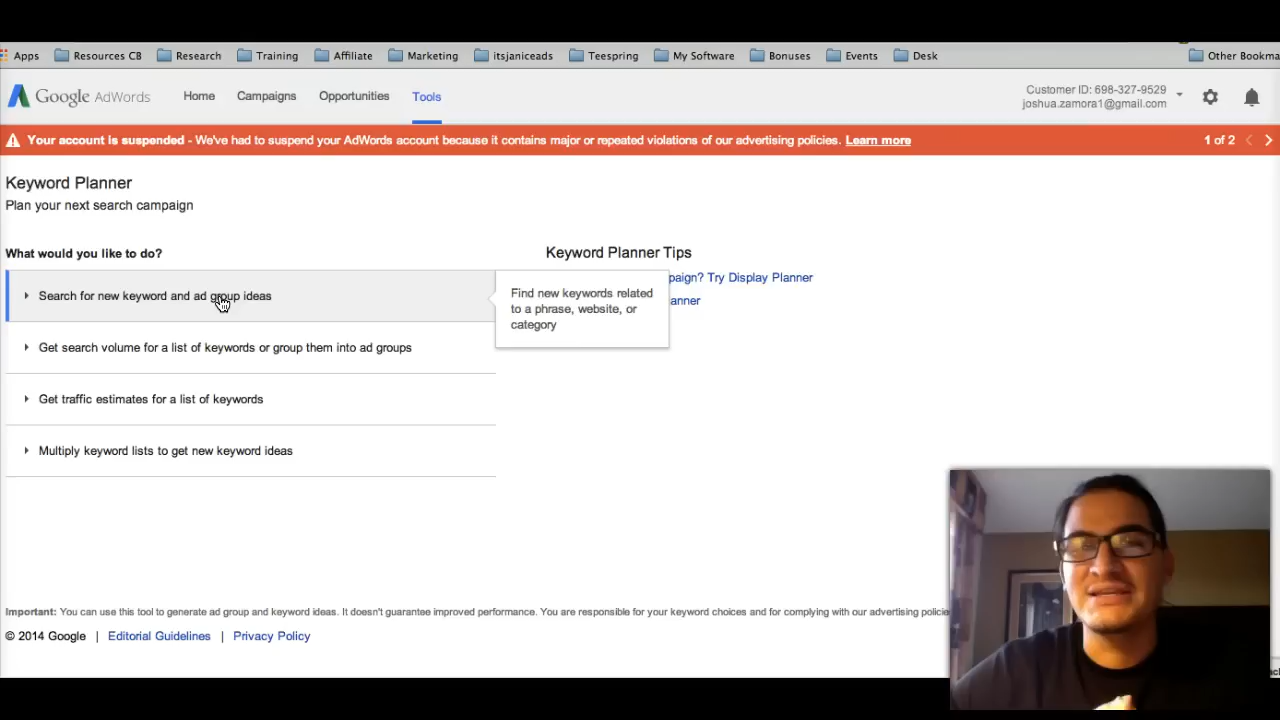 Apps Resources CB Research Training Affiliate Marketing itsjaniceads Teespring My Software Bonuses Events Desk Other Bookma
Google AdWords Home Campaigns Opportunities Tools
Customer ID: 698-327-9529
joshua.zamora1@gmail.com
Your account is suspended - We've had to suspend your AdWords account because it contains major or repeated violations of our advertising policies. Learn more 1 of 2
Keyword Planner
Plan your next search campaign
What would you like to do?
Keyword Planner Tips
Search for new keyword and ad group ideas
paign? Try Display Planner
anner
Find new keywords related
to a phrase, website, or
category
Get search volume for a list of keywords or group them into ad groups
Get traffic estimates for a list of keywords
Multiply keyword lists to get new keyword ideas
Important: You can use this tool to generate ad group and keyword ideas. It doesn't guarantee improved performance. You are responsible for your keyword choices and for complying with our advertising policie
© 2014 Google | Editorial Guidelines | Privacy Policy